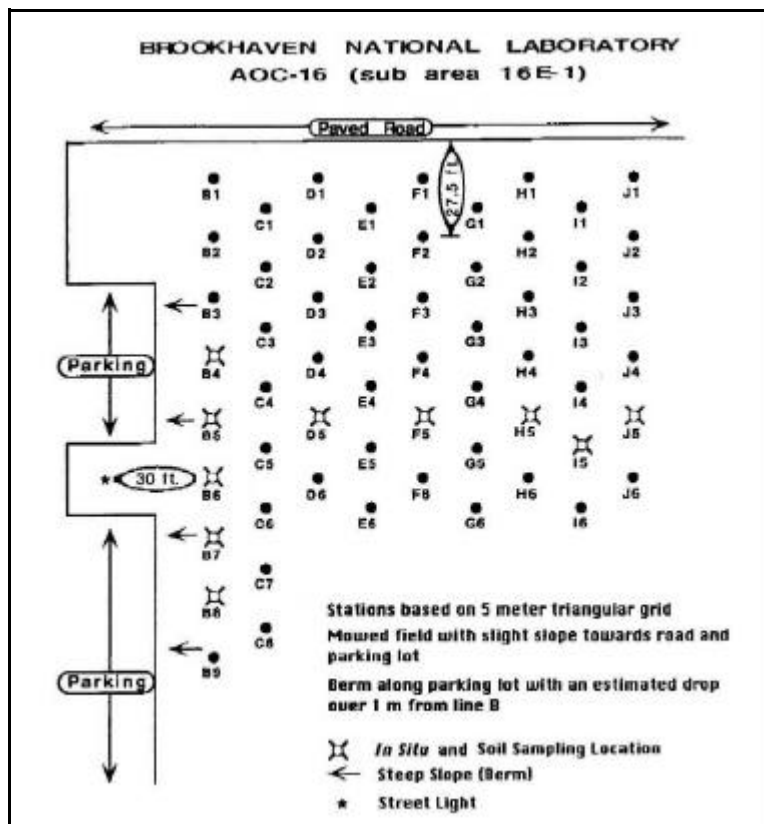 BROOKHAVEN NATIONAL LABORATORY
AOC-16 (sub area 16E-1)
Paved Road
27.5 ft.
B1 D1 F1 H1 J1
C1 E1 G1 I1
B2 D2 F2 H2 J2
C2 E2 G2 I2
B3 D3 F3 H3 J3
C3 E3 G3 I3
Parking
B4 D4 F4 H4 J4
C4 E4 G4 I4
B5 D5 F5 H5 J5
C5 E5 G5 I5
30 ft.
B6 D6 F6 H6 J6
C6 E6 G6 I6
B7
C7
B8
C8
B9
Parking
Stations based on 5 meter triangular grid
Mowed field with slight slope towards road and
parking lot
Berm along parking lot with an estimated drop
over 1 m from line B
In Situ and Soil Sampling Location
Steep Slope (Berm)
Street Light